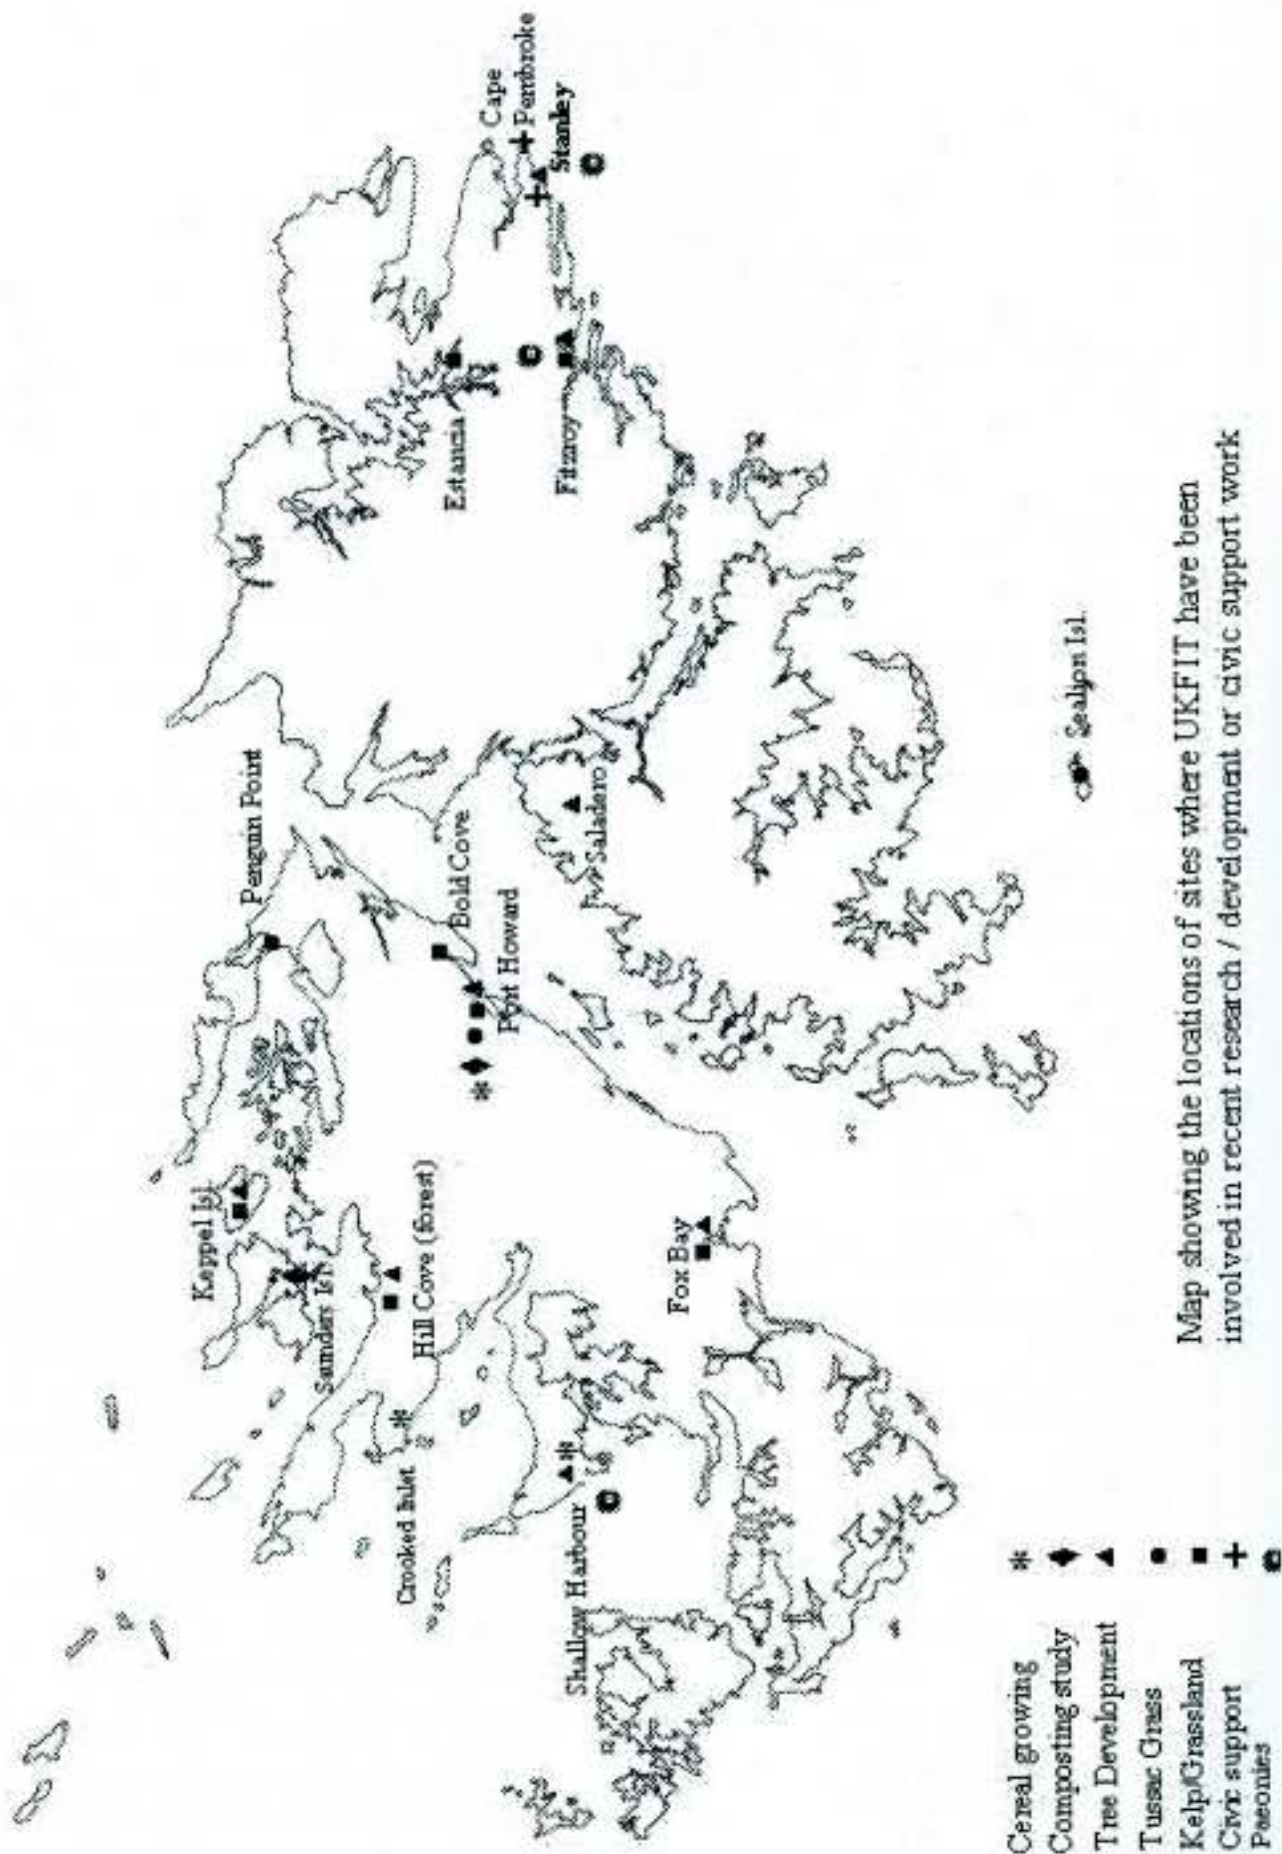 Cape
Pembroke
Stanley
Estancia
Fitzroy
Penguin Point
Bold Cove
Port Howard
Saladero
Sealion Isl.
Keppel Isl
Saunders Isl
Hill Cove (forest)
Fox Bay
Crooked Inlet
Shallow Harbour
Map showing the locations of sites where UKFIT have been
involved in recent research / development or civic support work
Cereal growing
Composting study
Tree Development
Tussac Grass
Kelp/Grassland
Civic support
Paeonies